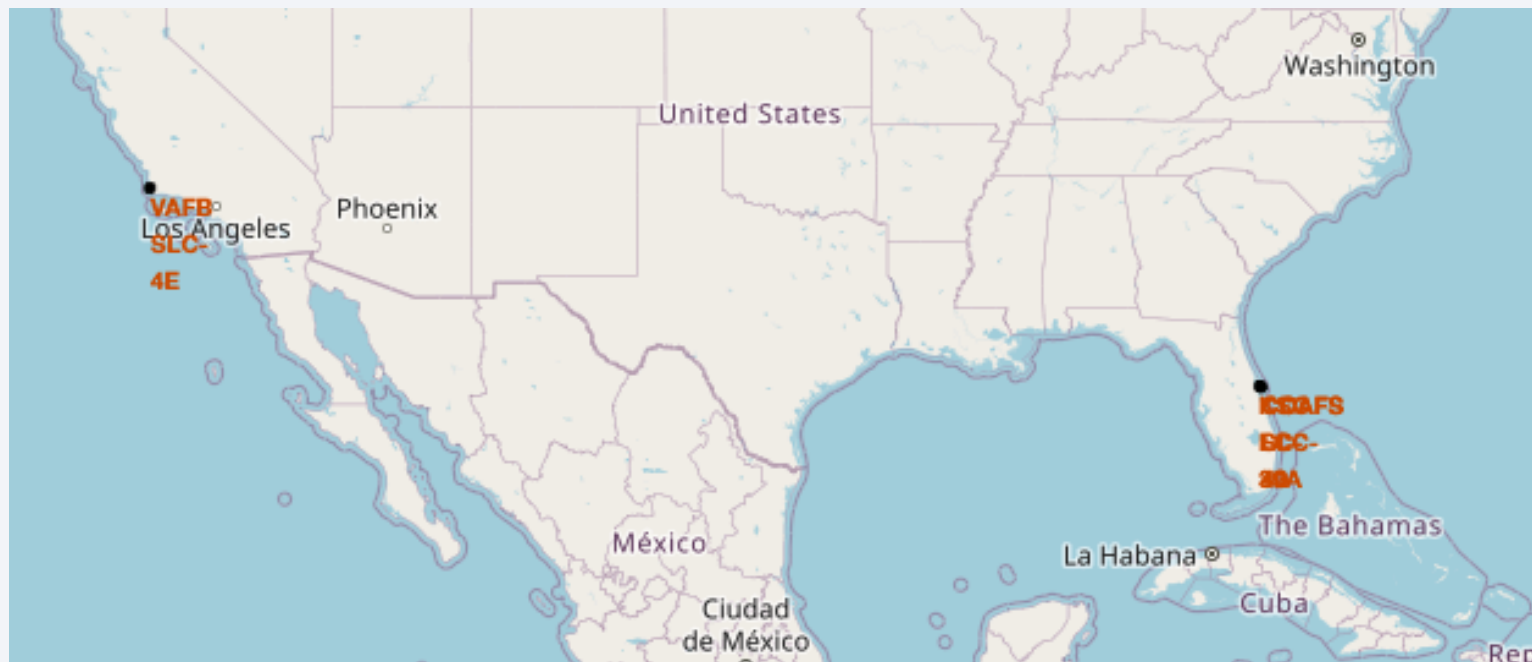 Washington
United States
VAFB
SLC-
4E
Los Angeles
Phoenix
México
The Bahamas
La Habana
Cuba
Ciudad
de México